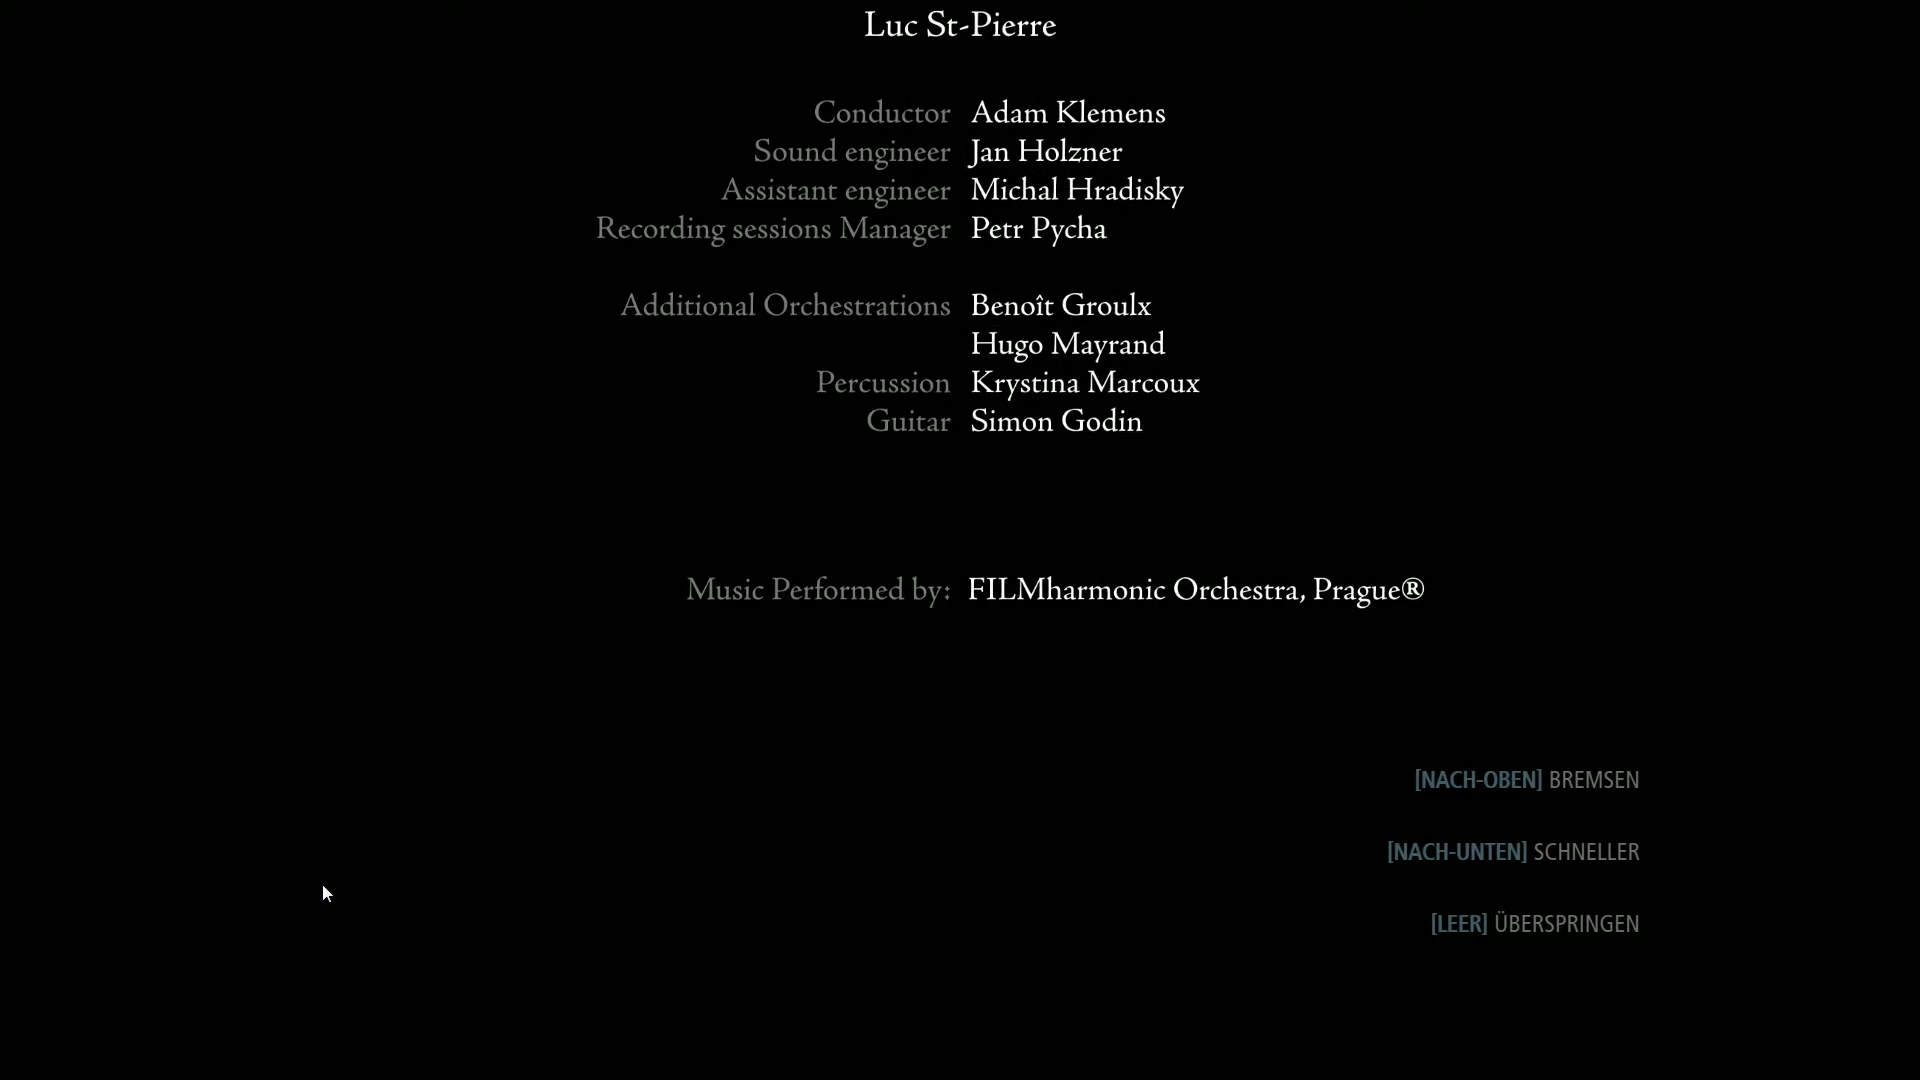 Luc St-Pierre
Conductor Adam Klemens
Sound engineer Jan Holzner
Assistant engineer Michal Hradisky
Recording sessions Manager Petr Pycha
Additional Orchestrations Benoît Groulx
Hugo Mayrand
Percussion Krystina Marcoux
Guitar Simon Godin
Music Performed by: FILMharmonic Orchestra, Prague®
[NACH-OBEN] BREMSEN
[NACH-UNTEN] SCHNELLER
[LEER] ÜBERSPRINGEN